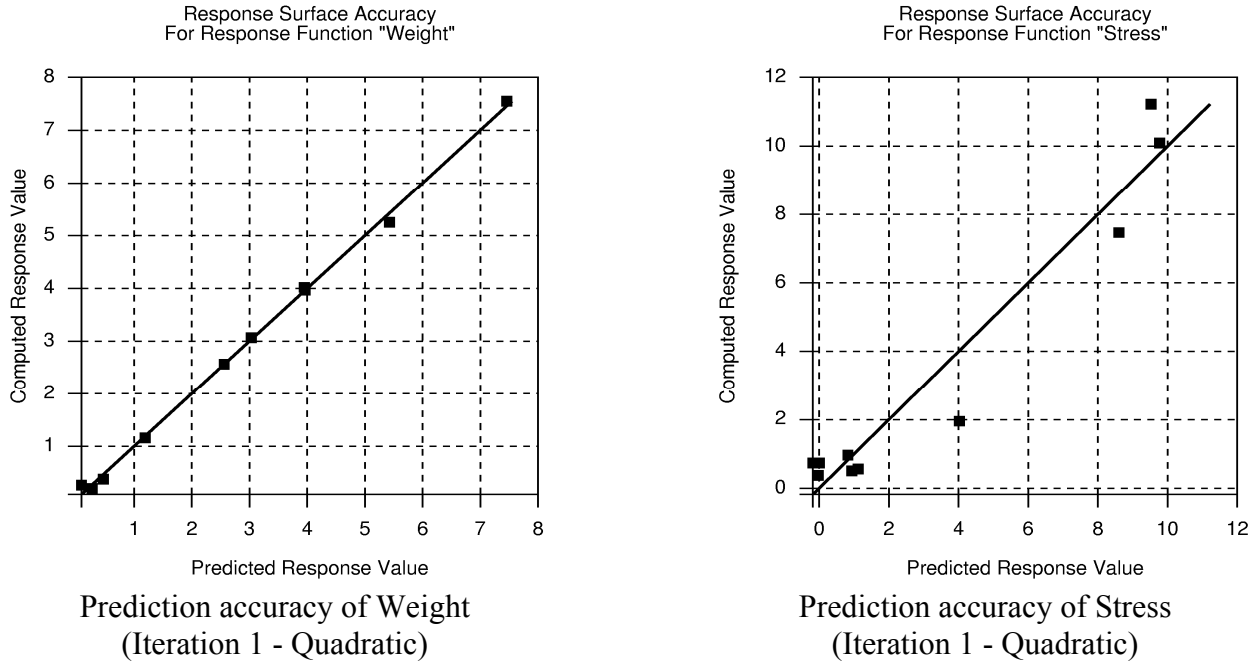 Response Surface Accuracy
For Response Function "Weight"
8
7
6
5
4
3
2
1
Computed Response Value
1 2 3 4 5 6 7 8
Predicted Response Value
Prediction accuracy of Weight
(Iteration 1 - Quadratic)
Response Surface Accuracy
For Response Function "Stress"
12
10
8
6
4
2
0
Computed Response Value
0 2 4 6 8 10 12
Predicted Response Value
Prediction accuracy of Stress
(Iteration 1 - Quadratic)